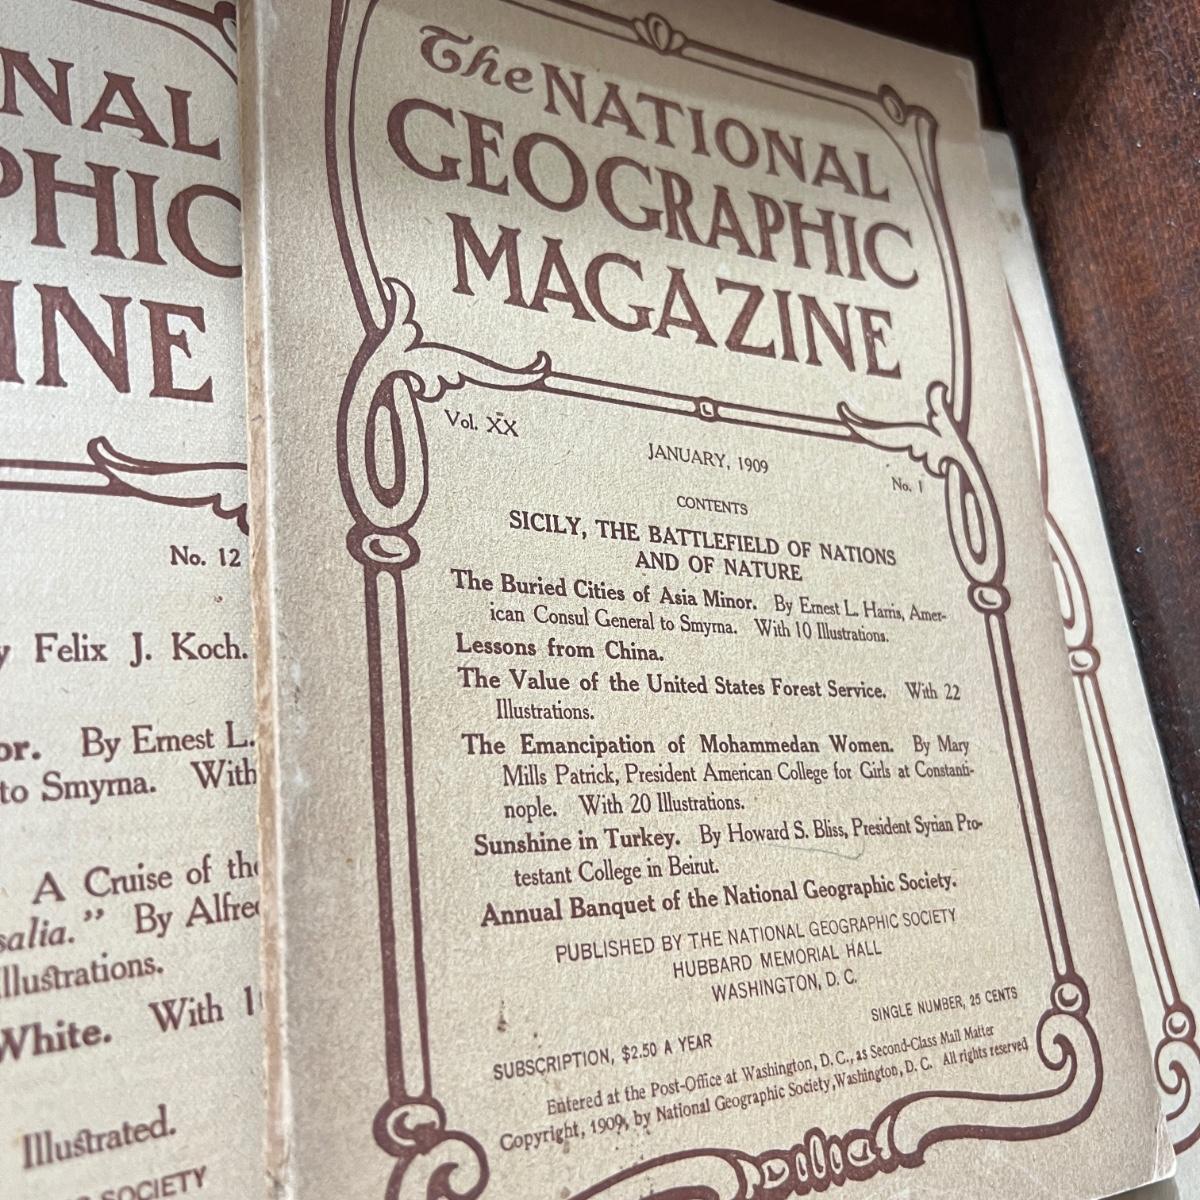 The NATIONAL
GEOGRAPHIC
MAGAZINE
Vol. XX
JANUARY, 1909
No. 1
CONTENTS
SICILY, THE BATTLEFIELD OF NATIONS
AND OF NATURE
The Buried Cities of Asia Minor. By Ernest L. Harris, Amer-
ican Consul General to Smyrna. With 10 Illustrations.
Lessons from China.
The Value of the United States Forest Service. With 22
Illustrations.
The Emancipation of Mohammedan Women. By Mary
Mills Patrick, President American College for Girls at Constanti-
nople. With 20 Illustrations.
Sunshine in Turkey. By Howard S. Bliss, President Syrian Pro-
testant College in Beirut.
Annual Banquet of the National Geographic Society.
PUBLISHED BY THE NATIONAL GEOGRAPHIC SOCIETY
HUBBARD MEMORIAL HALL
WASHINGTON, D. C.
SUBSCRIPTION, $2.50 A YEAR
SINGLE NUMBER, 25 CENTS
Entered at the Post-Office at Washington, D. C., as Second-Class Mail Matter
Copyright, 1909, by National Geographic Society, Washington, D. C. All rights reserved
NAL
PHIC
INE
No. 12
y Felix J. Koch.
or. By Ernest L.
to Smyrna. With
A Cruise of the
salia." By Alfred
Illustrations.
White. With 1
Illustrated.
SOCIETY